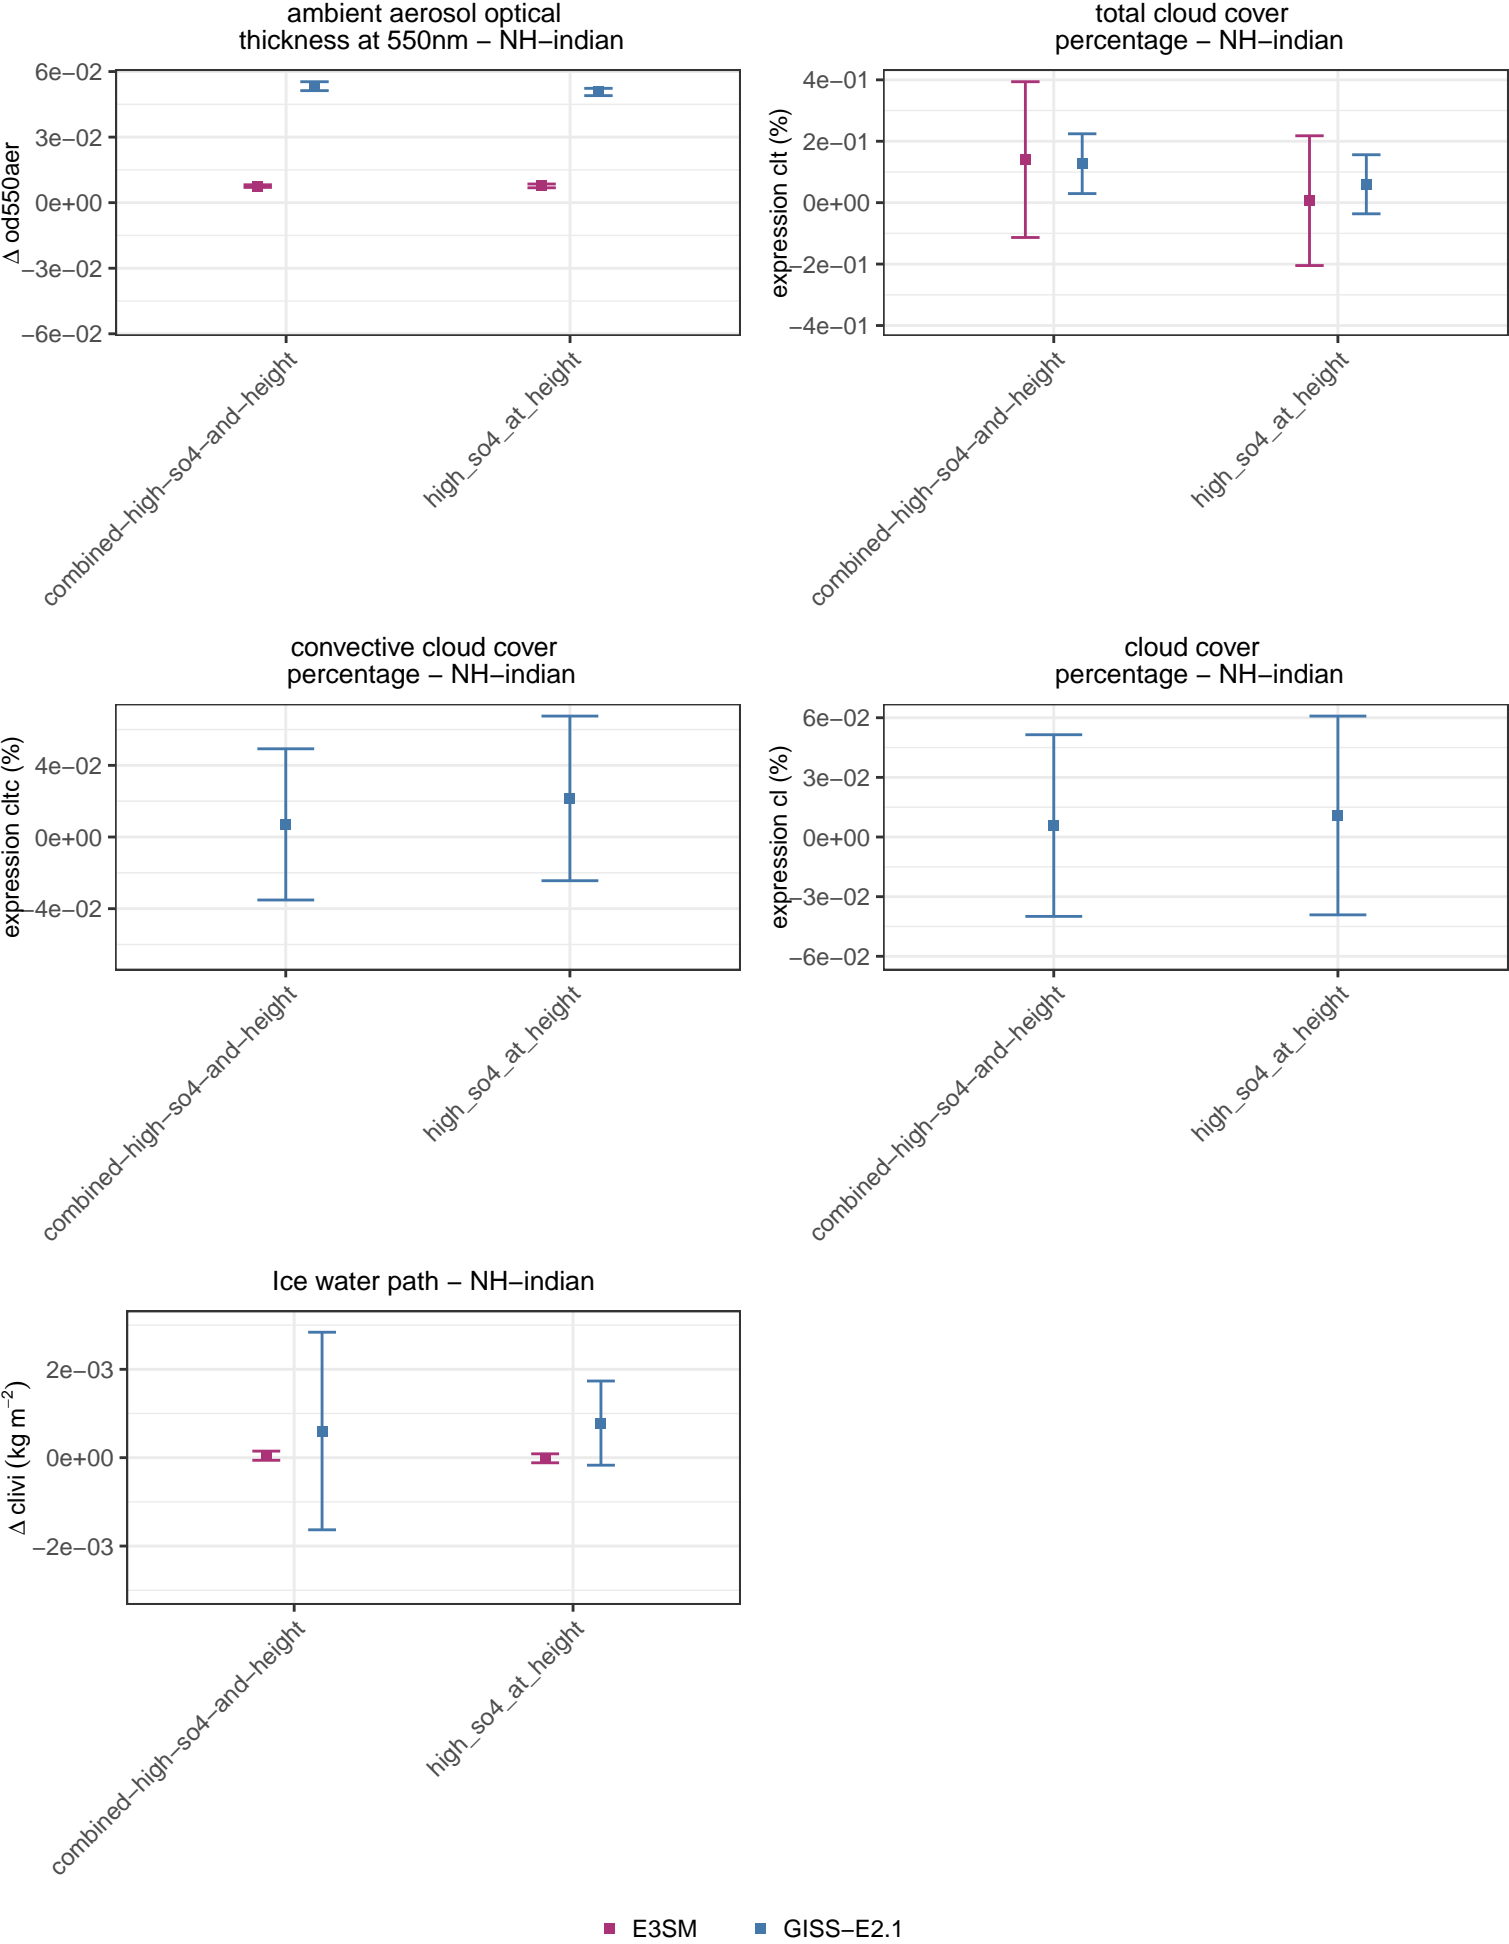 ambient aerosol optical
thickness at 550nm − NH−indian
Δ od550aer
6e−02
3e−02
0e+00
−3e−02
−6e−02
combined−high−so4−and−height
high_so4_at_height
total cloud cover
percentage − NH−indian
expression clt (%)
4e−01
2e−01
0e+00
−2e−01
−4e−01
combined−high−so4−and−height
high_so4_at_height
convective cloud cover
percentage − NH−indian
expression cltc (%)
4e−02
0e+00
−4e−02
combined−high−so4−and−height
high_so4_at_height
cloud cover
percentage − NH−indian
expression cl (%)
6e−02
3e−02
0e+00
−3e−02
−6e−02
combined−high−so4−and−height
high_so4_at_height
Ice water path − NH−indian
Δ clivi (kg m⁻²)
2e−03
0e+00
−2e−03
combined−high−so4−and−height
high_so4_at_height
E3SM
GISS−E2.1